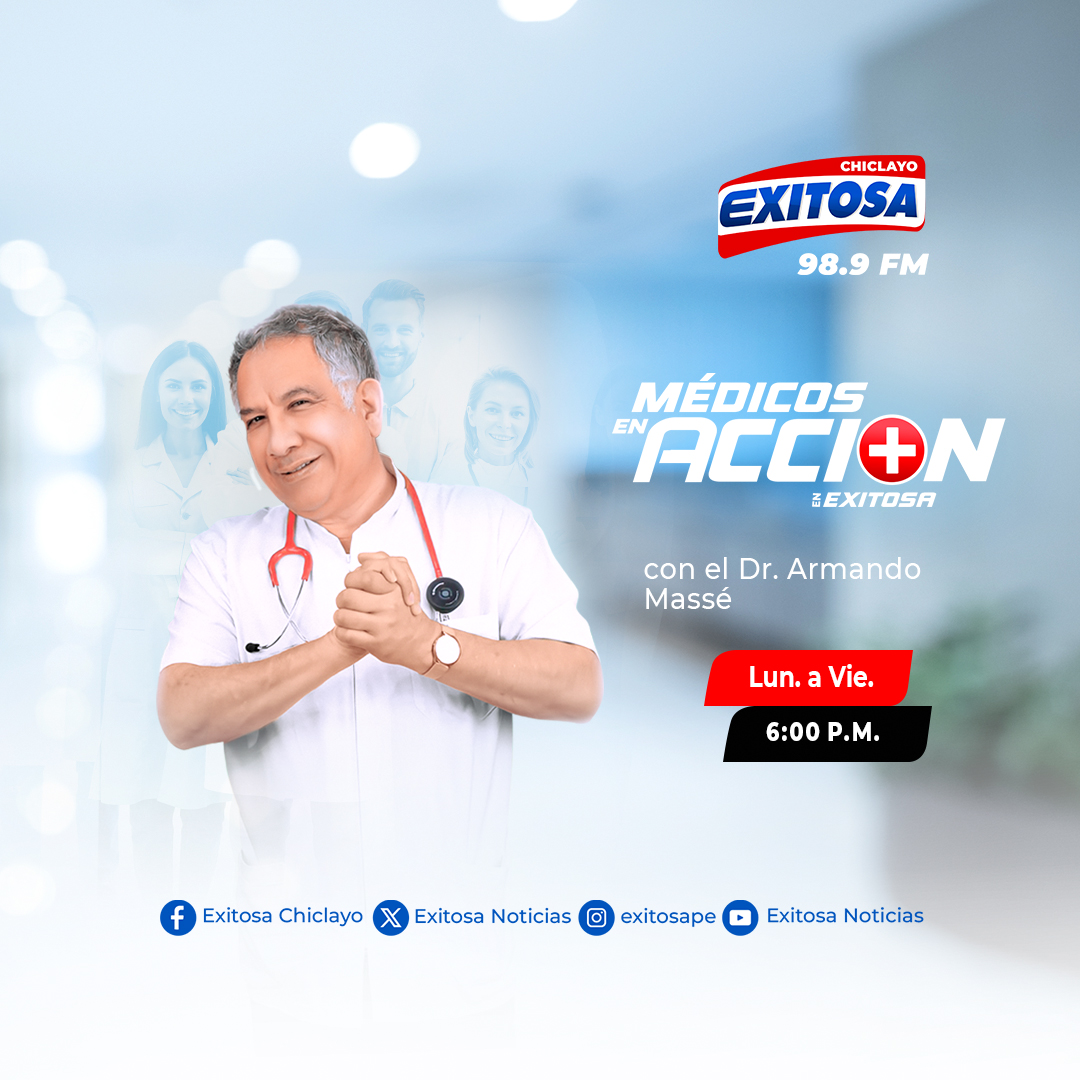 CHICLAYO
EXITOSA
98.9 FM
MÉDICOS
EN ACCIÓN
EN EXITOSA
con el Dr. Armando
Massé
Lun. a Vie.
6:00 P.M.
Exitosa Chiclayo Exitosa Noticias exitosape Exitosa Noticias